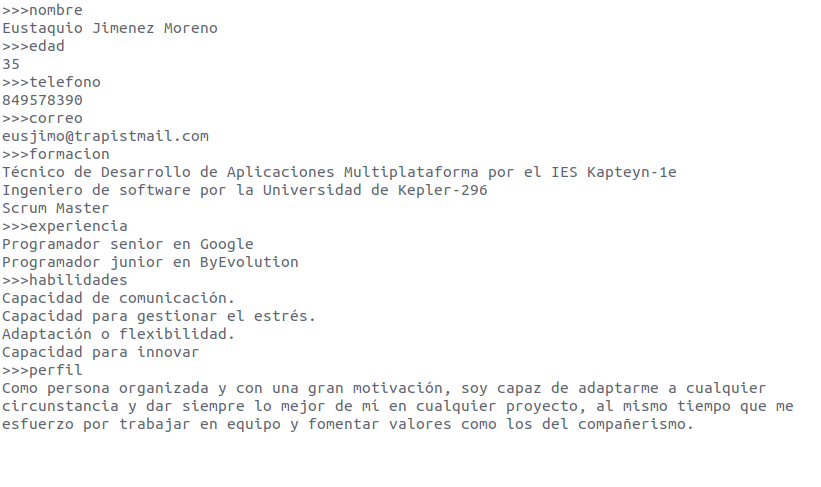 >>>nombre
Eustaquio Jimenez Moreno
>>>edad
35
>>>telefono
849578390
>>>correo
eusjimo@trapistmail.com
>>>formacion
Técnico de Desarrollo de Aplicaciones Multiplataforma por el IES Kapteyn-1e
Ingeniero de software por la Universidad de Kepler-296
Scrum Master
>>>experiencia
Programador senior en Google
Programador junior en ByEvolution
>>>habilidades
Capacidad de comunicación.
Capacidad para gestionar el estrés.
Adaptación o flexibilidad.
Capacidad para innovar
>>>perfil
Como persona organizada y con una gran motivación, soy capaz de adaptarme a cualquier
circunstancia y dar siempre lo mejor de mí en cualquier proyecto, al mismo tiempo que me
esfuerzo por trabajar en equipo y fomentar valores como los del compañerismo.